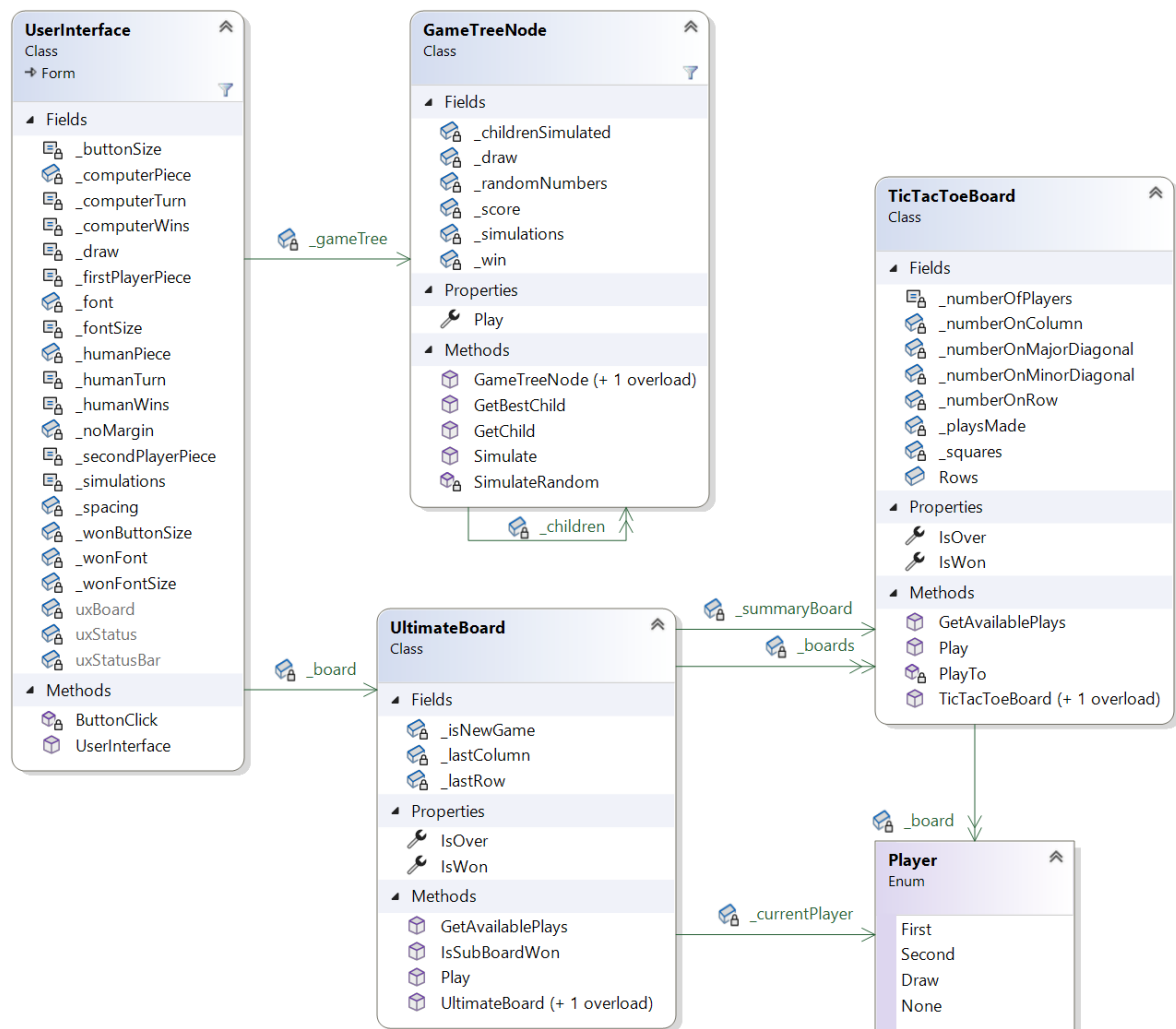 UserInterface
Class
Form
Fields
_buttonSize
_computerPiece
_computerTurn
_computerWins
_draw
_firstPlayerPiece
_font
_fontSize
_humanPiece
_humanTurn
_humanWins
_noMargin
_secondPlayerPiece
_simulations
_spacing
_wonButtonSize
_wonFont
_wonFontSize
uxBoard
uxStatus
uxStatusBar
Methods
ButtonClick
UserInterface
_gameTree
_board
GameTreeNode
Class
Fields
_childrenSimulated
_draw
_randomNumbers
_score
_simulations
_win
Properties
Play
Methods
GameTreeNode (+ 1 overload)
GetBestChild
GetChild
Simulate
SimulateRandom
_children
UltimateBoard
Class
Fields
_isNewGame
_lastColumn
_lastRow
Properties
IsOver
IsWon
Methods
GetAvailablePlays
IsSubBoardWon
Play
UltimateBoard (+ 1 overload)
_summaryBoard
_boards
_currentPlayer
TicTacToeBoard
Class
Fields
_numberOfPlayers
_numberOnColumn
_numberOnMajorDiagonal
_numberOnMinorDiagonal
_numberOnRow
_playsMade
_squares
Rows
Properties
IsOver
IsWon
Methods
GetAvailablePlays
Play
PlayTo
TicTacToeBoard (+ 1 overload)
_board
Player
Enum
First
Second
Draw
None